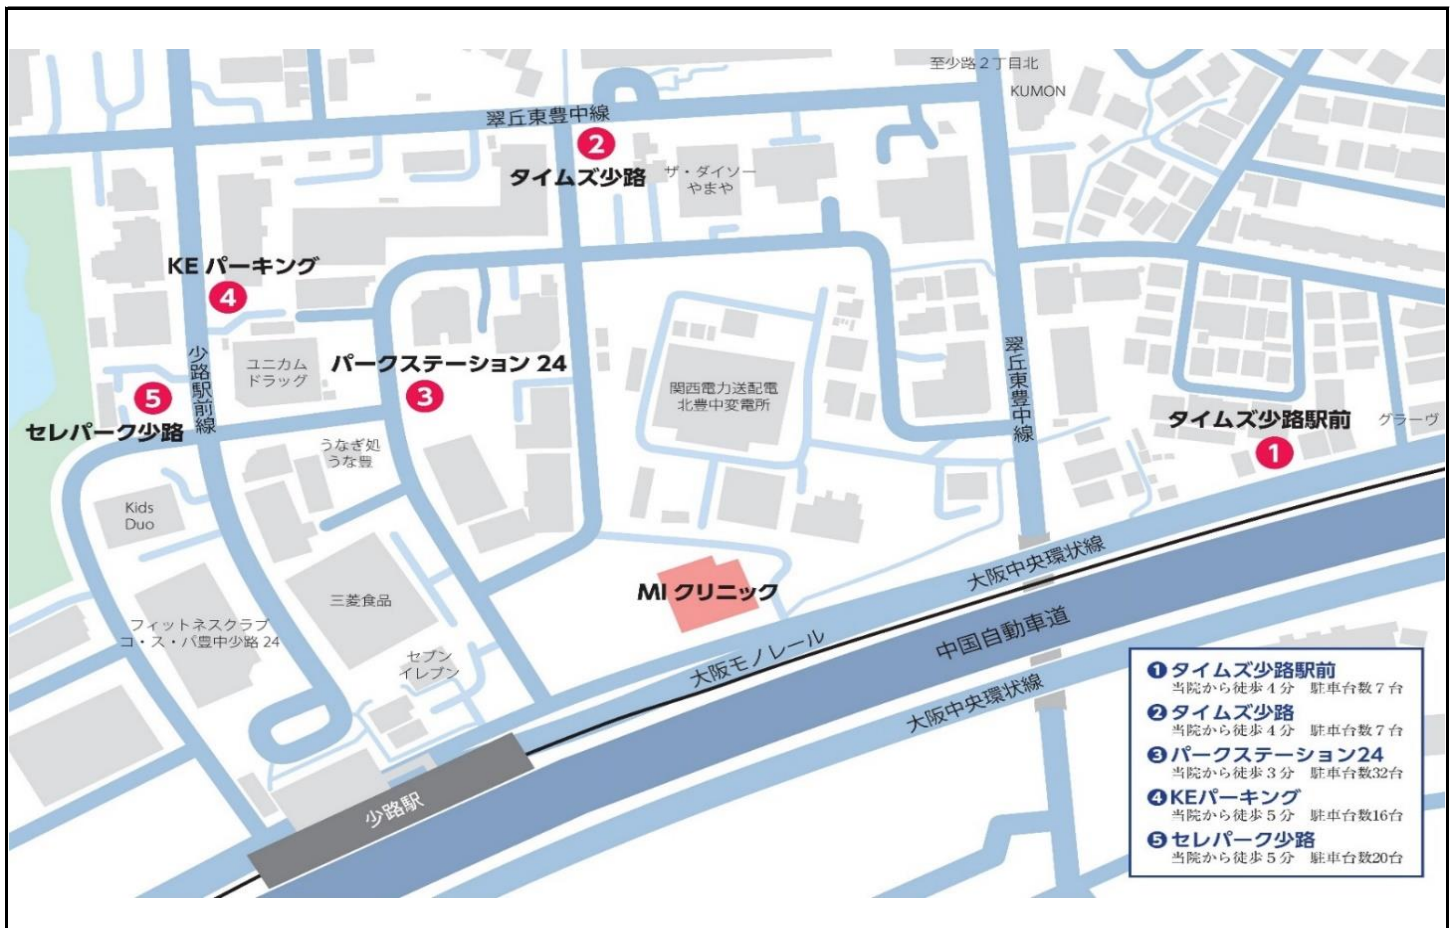 至少路２丁目北
KUMON
翠丘東豊中線
2
タイムズ少路
ザ・ダイソー
やまや
KE パーキング
4
少路駅前線
ユニカム
ドラッグ
パークステーション 24
3
関西電力送配電
北豊中変電所
翠丘東豊中線
5
セレパーク少路
タイムズ少路駅前
1
グラーヴ
うなぎ処
うな豊
Kids
Duo
三菱食品
MI クリニック
大阪中央環状線
フィットネスクラブ
コ・ス・パ豊中少路 24
セブン
イレブン
大阪モノレール
中国自動車道
大阪中央環状線
少路駅
❶タイムズ少路駅前
当院から徒歩４分　駐車台数７台
❷タイムズ少路
当院から徒歩４分　駐車台数７台
❸パークステーション24
当院から徒歩３分　駐車台数32台
❹KEパーキング
当院から徒歩５分　駐車台数16台
❺セレパーク少路
当院から徒歩５分　駐車台数20台